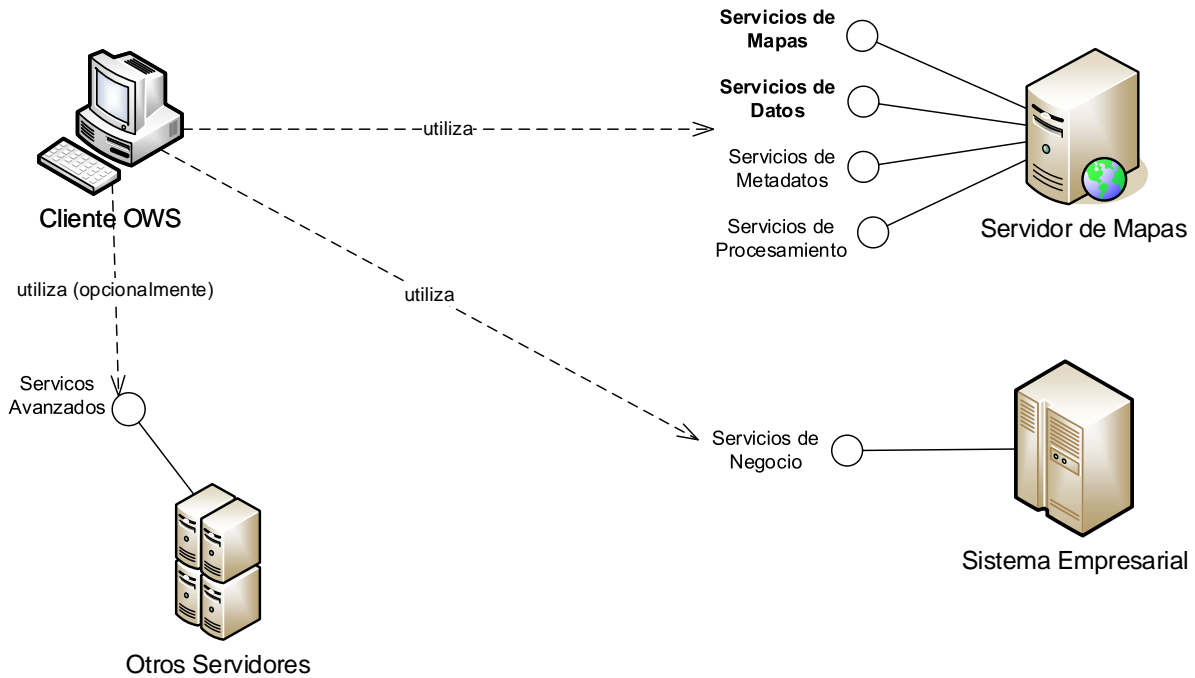 Servicios de
Mapas
Servicios de
Datos
utiliza
Servicios de
Metadatos
Cliente OWS
Servicios de
Procesamiento
Servidor de Mapas
utiliza (opcionalmente)
utiliza
Servicos
Avanzados
Servicios de
Negocio
Sistema Empresarial
Otros Servidores